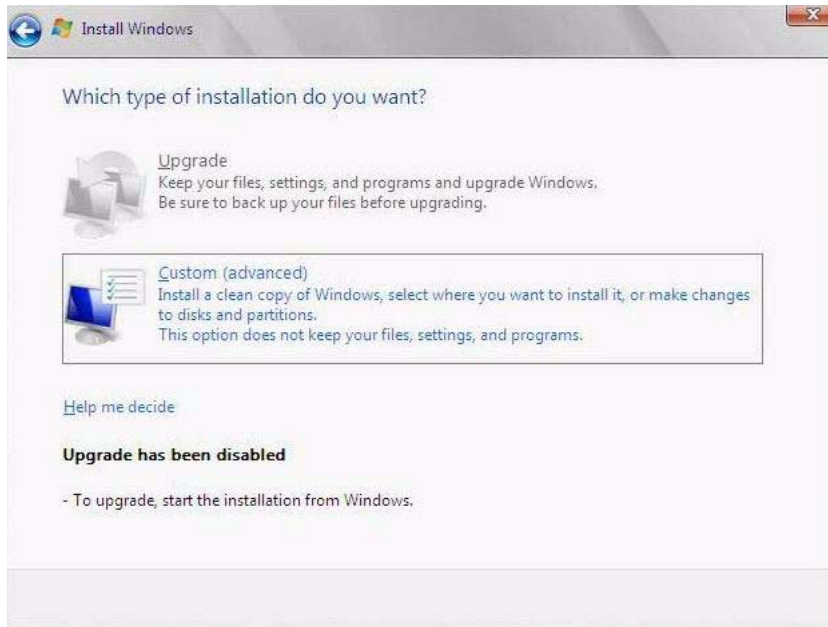 Install Windows
Which type of installation do you want?
Upgrade
Keep your files, settings, and programs and upgrade Windows.
Be sure to back up your files before upgrading.
Custom (advanced)
Install a clean copy of Windows, select where you want to install it, or make changes
to disks and partitions.
This option does not keep your files, settings, and programs.
Help me decide
Upgrade has been disabled
- To upgrade, start the installation from Windows.